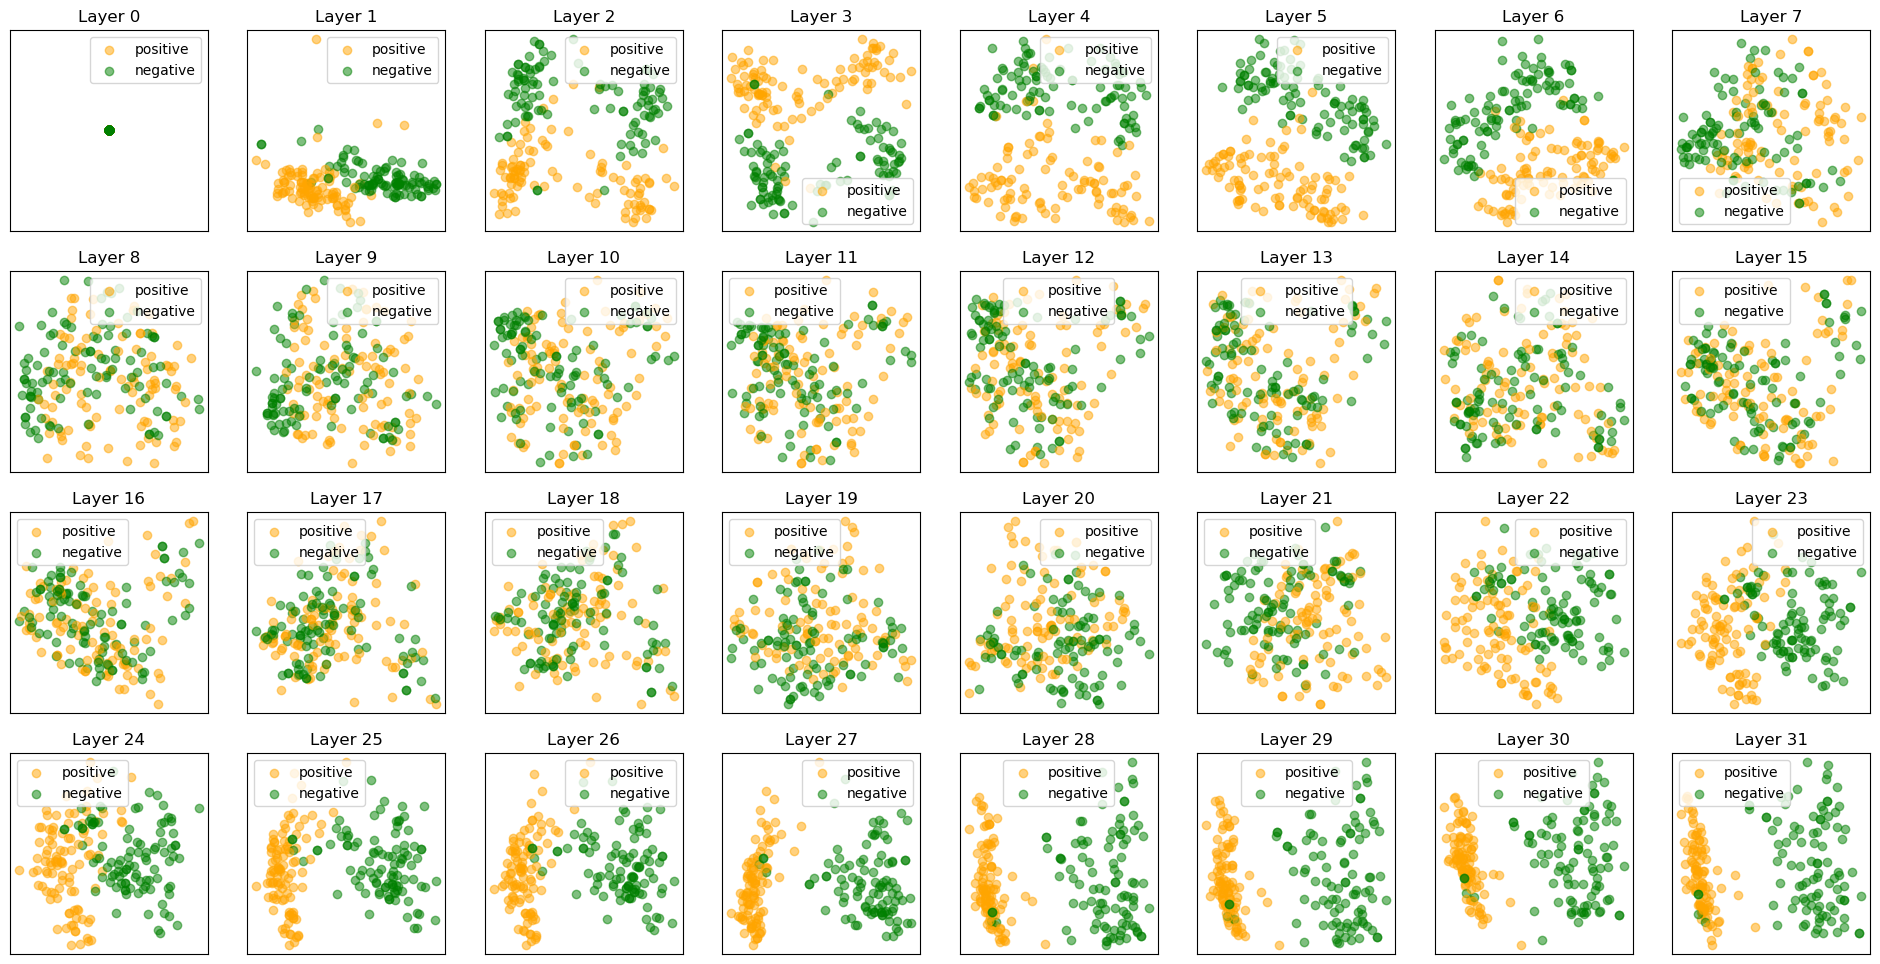 Layer 0
positive
negative
Layer 1
positive
negative
Layer 2
positive
negative
Layer 3
positive
negative
Layer 4
positive
negative
Layer 5
positive
negative
Layer 6
positive
negative
Layer 7
positive
negative
Layer 8
positive
negative
Layer 9
positive
negative
Layer 10
positive
negative
Layer 11
positive
negative
Layer 12
positive
negative
Layer 13
positive
negative
Layer 14
positive
negative
Layer 15
positive
negative
Layer 16
positive
negative
Layer 17
positive
negative
Layer 18
positive
negative
Layer 19
positive
negative
Layer 20
positive
negative
Layer 21
positive
negative
Layer 22
positive
negative
Layer 23
positive
negative
Layer 24
positive
negative
Layer 25
positive
negative
Layer 26
positive
negative
Layer 27
positive
negative
Layer 28
positive
negative
Layer 29
positive
negative
Layer 30
positive
negative
Layer 31
positive
negative